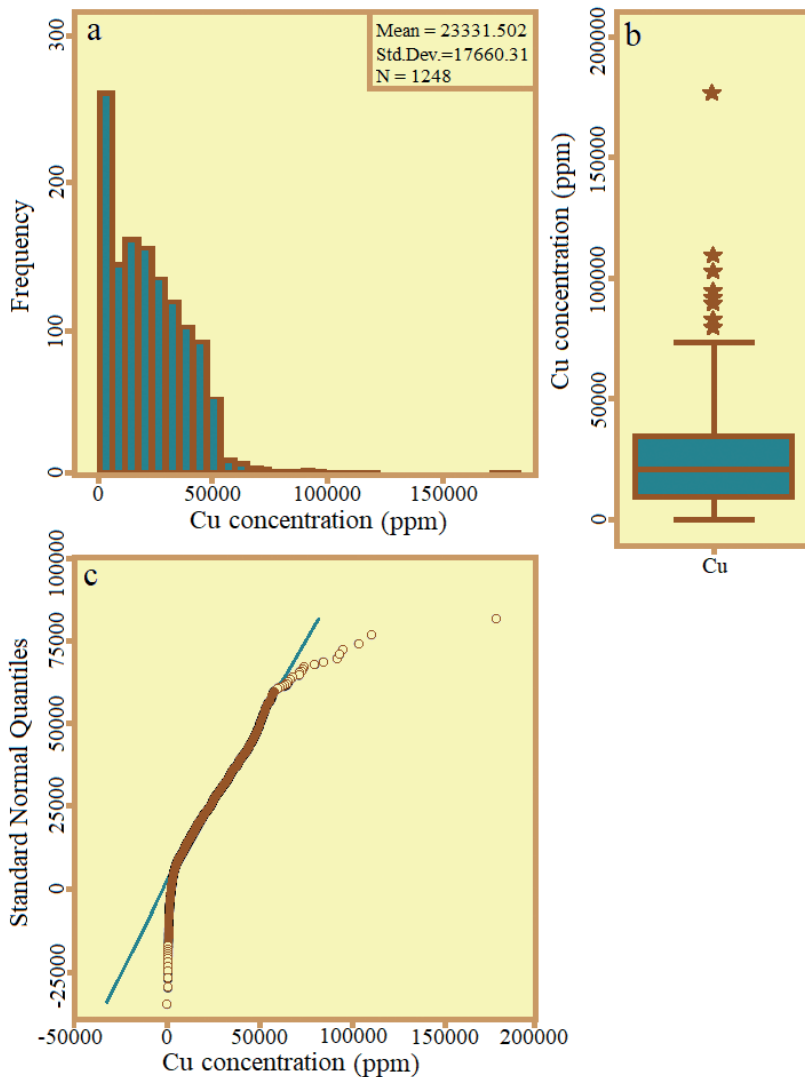 a
Mean = 23331.502
Std.Dev.=17660.31
N = 1248
300
200
100
0
Frequency
0
50000
100000
150000
Cu concentration (ppm)
b
200000
150000
100000
50000
0
Cu concentration (ppm)
Cu
c
100000
75000
50000
25000
0
-25000
Standard Normal Quantiles
-50000
0
50000
100000
150000
200000
Cu concentration (ppm)